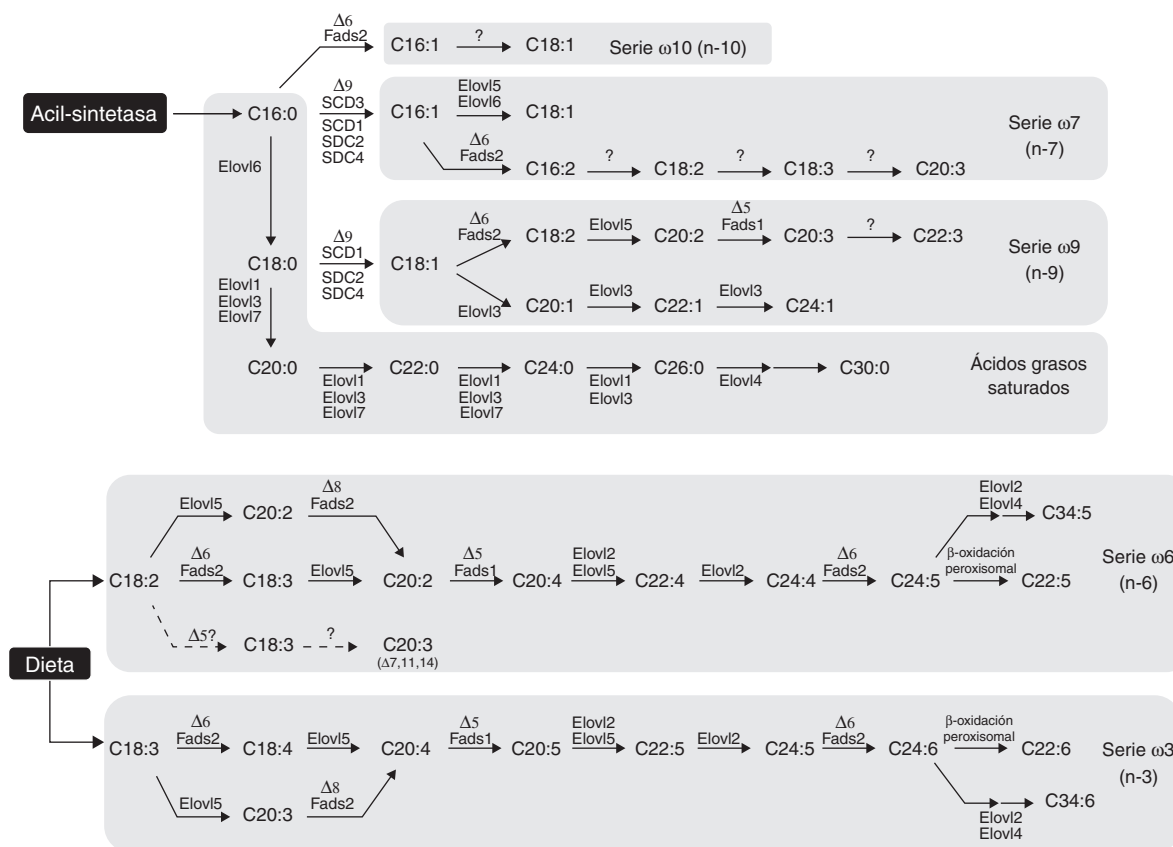 Δ6
Fads2
C16:1
?
C18:1
Serie ω10 (n-10)
Acil-sintetasa
C16:0
Δ9
SCD3
SCD1
SDC2
SDC4
C16:1
Elovl5
Elovl6
C18:1
Serie ω7
(n-7)
Δ6
Fads2
C16:2
?
C18:2
?
C18:3
?
C20:3
Elovl6
C18:0
Δ9
SCD1
SDC2
SDC4
C18:1
Δ6
Fads2
C18:2
Elovl5
C20:2
Δ5
Fads1
C20:3
?
C22:3
Serie ω9
(n-9)
Elovl3
C20:1
Elovl3
C22:1
Elovl3
C24:1
Elovl1
Elovl3
Elovl7
C20:0
Elovl1
Elovl3
Elovl7
C22:0
Elovl1
Elovl3
Elovl7
C24:0
Elovl1
Elovl3
C26:0
Elovl4
C30:0
Ácidos grasos
saturados
Dieta
Elovl5
C20:2
Δ8
Fads2
C18:2
Δ6
Fads2
C18:3
Elovl5
C20:2
Δ5
Fads1
C20:4
Elovl2
Elovl5
C22:4
Elovl2
C24:4
Δ6
Fads2
C24:5
Elovl2
Elovl4
C34:5
β-oxidación
peroxisomal
C22:5
Serie ω6
(n-6)
Δ5?
C18:3
?
C20:3
(Δ7,11,14)
C18:3
Δ6
Fads2
C18:4
Elovl5
C20:4
Δ5
Fads1
C20:5
Elovl2
Elovl5
C22:5
Elovl2
C24:5
Δ6
Fads2
C24:6
β-oxidación
peroxisomal
C22:6
Serie ω3
(n-3)
Elovl5
C20:3
Δ8
Fads2
Elovl2
Elovl4
C34:6